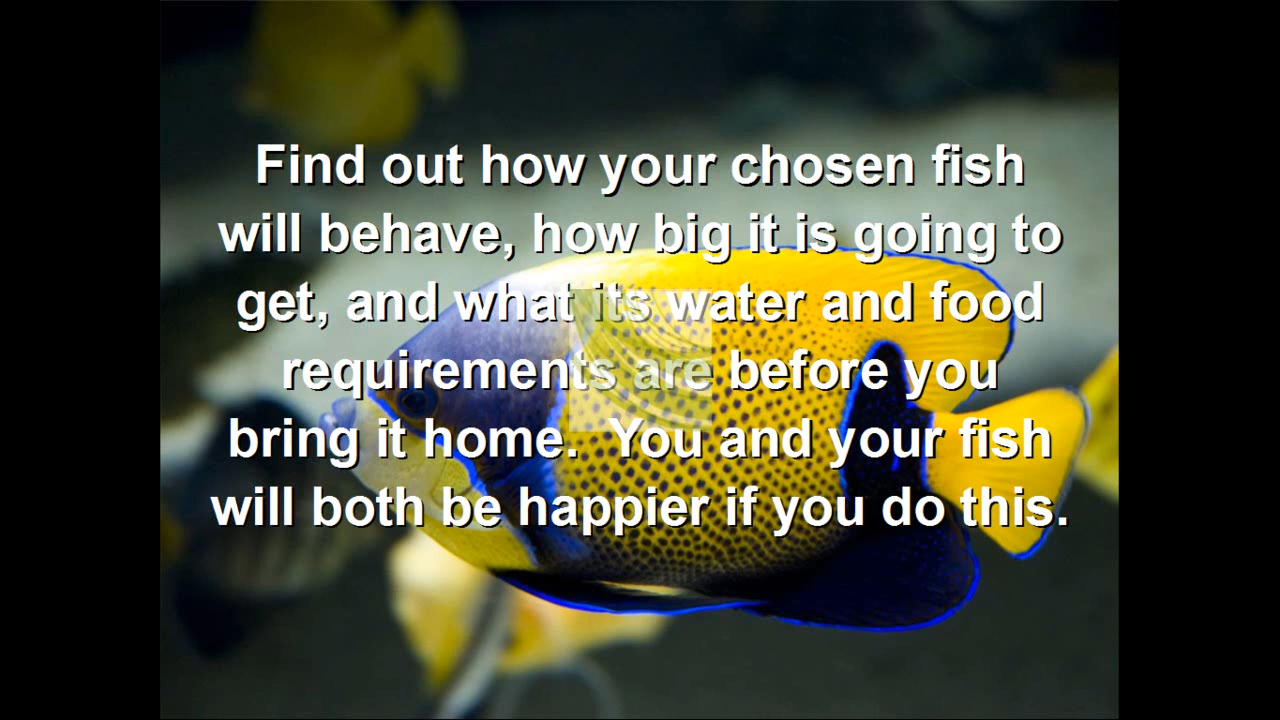 Find out how your chosen fish
will behave, how big it is going to
get, and what its water and food
requirements are before you
bring it home.  You and your fish
will both be happier if you do this.